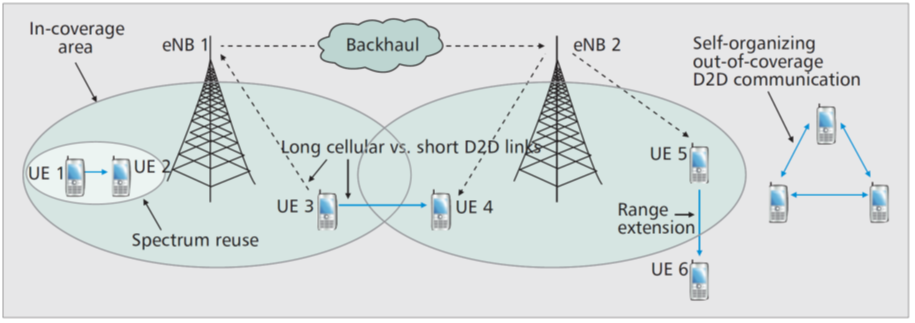 In-coverage
area
eNB 1
Backhaul
eNB 2
Self-organizing
out-of-coverage
D2D communication
Long cellular vs. short D2D links
UE 1
UE 2
UE 5
UE 3
UE 4
Range
extension
Spectrum reuse
UE 6